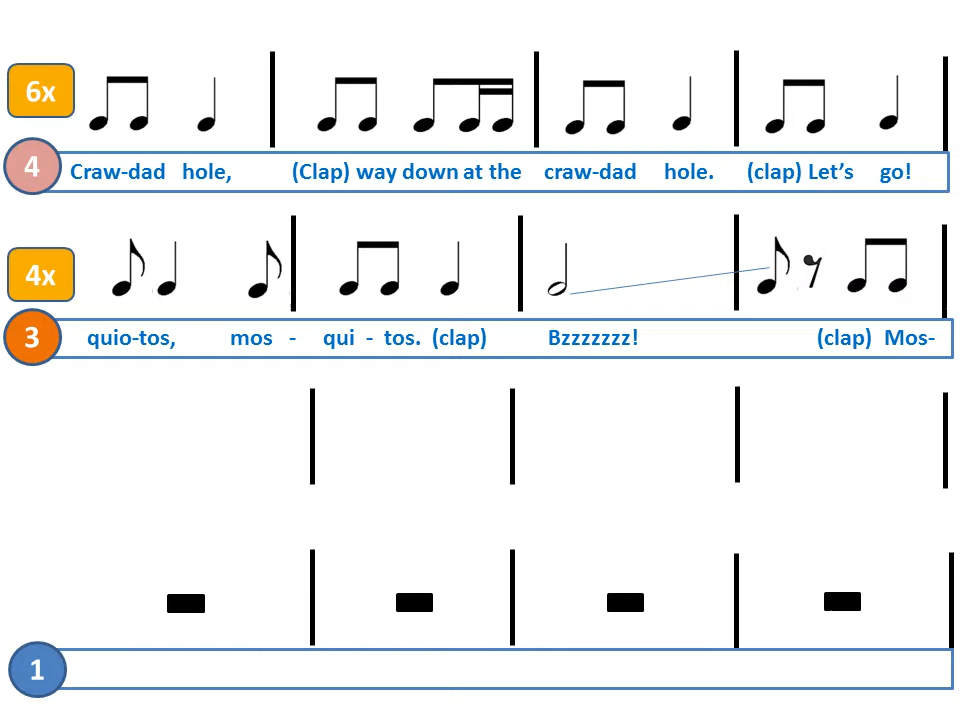 6x
4 Craw-dad hole, (Clap) way down at the craw-dad hole. (clap) Let's go!
4x
3 quio-tos, mos - qui - tos. (clap) Bzzzzzzz! (clap) Mos-
1